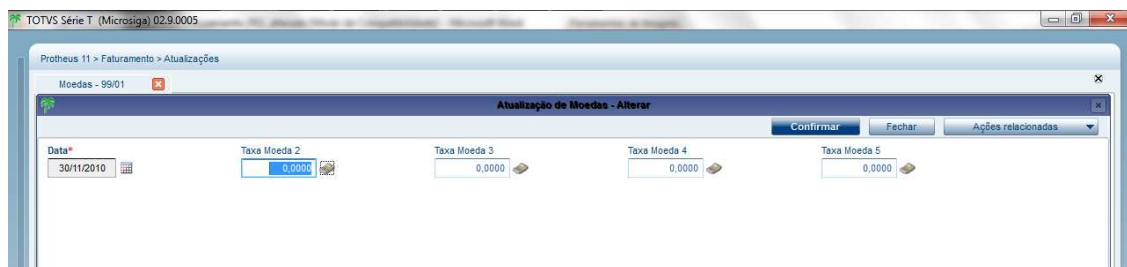 TOTVS Série T (Microsiga) 02.9.0005
Protheus 11 > Faturamento > Atualizações
Moedas - 99/01
Atualização de Moedas - Alterar
Confirmar Fechar Ações relacionadas
Data* Taxa Moeda 2 Taxa Moeda 3 Taxa Moeda 4 Taxa Moeda 5
30/11/2010 0,0000 0,0000 0,0000 0,0000